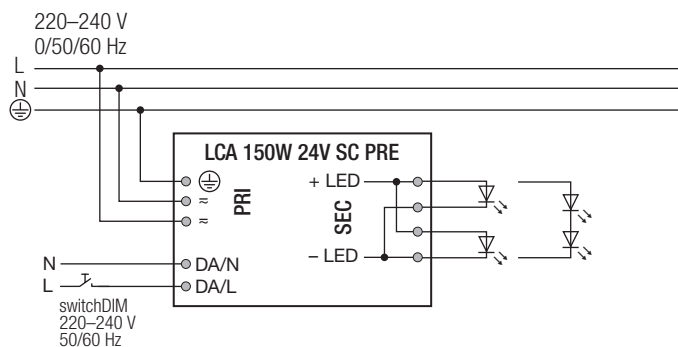 220–240 V
0/50/60 Hz
L
N
LCA 150W 24V SC PRE
PRI
≂
≂
+ LED
SEC
– LED
N
DA/N
L
DA/L
switchDIM
220–240 V
50/60 Hz